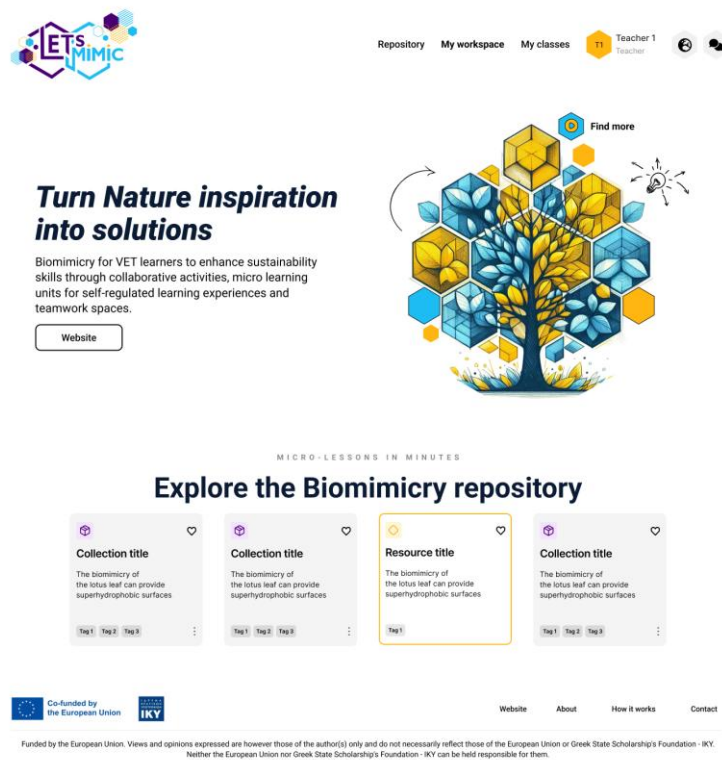 LETS
MiMiC
Repository My workspace My classes T1 Teacher 1
Teacher
Find more
Turn Nature inspiration
into solutions
Biomimicry for VET learners to enhance sustainability
skills through collaborative activities, micro learning
units for self-regulated learning experiences and
teamwork spaces.
Website
MICRO-LESSONS IN MINUTES
Explore the Biomimicry repository
Collection title
The biomimicry of
the lotus leaf can provide
superhydrophobic surfaces
Tag 1 Tag 2 Tag 3
Collection title
The biomimicry of
the lotus leaf can provide
superhydrophobic surfaces
Tag 1 Tag 2 Tag 3
Resource title
The biomimicry of
the lotus leaf can provide
superhydrophobic surfaces
Tag 1
Collection title
The biomimicry of
the lotus leaf can provide
superhydrophobic surfaces
Tag 1 Tag 2 Tag 3
Co-funded by
the European Union
IKY
Website About How it works Contact
Funded by the European Union. Views and opinions expressed are however those of the author(s) only and do not necessarily reflect those of the European Union or Greek State Scholarship's Foundation - IKY.
Neither the European Union nor Greek State Scholarship's Foundation - IKY can be held responsible for them.